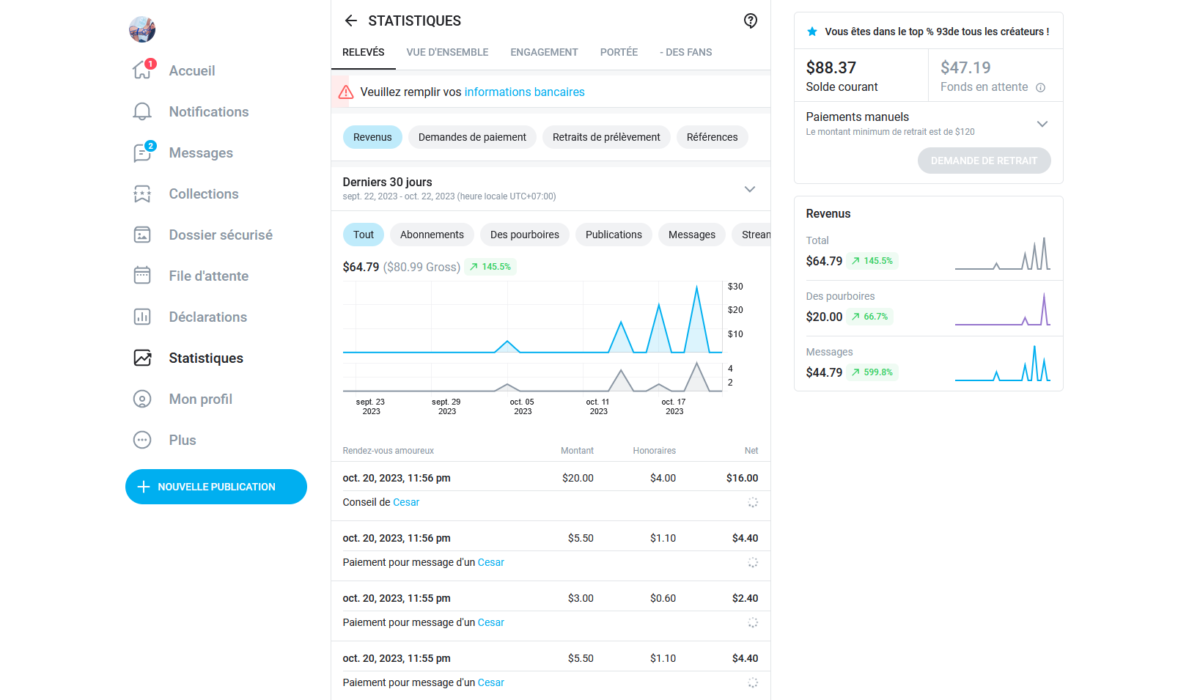 1
Accueil
Notifications
2
Messages
Collections
Dossier sécurisé
File d'attente
Déclarations
Statistiques
Mon profil
Plus
NOUVELLE PUBLICATION
STATISTIQUES
RELEVÉS VUE D'ENSEMBLE ENGAGEMENT PORTÉE - DES FANS
Veuillez remplir vos informations bancaires
Revenus Demandes de paiement Retraits de prélèvement Références
Derniers 30 jours
sept. 22, 2023 - oct. 22, 2023 (heure locale UTC+07:00)
Tout Abonnements Des pourboires Publications Messages Stream
$64.79 ($80.99 Gross) 145.5%
$30
$20
$10
4
2
sept. 23 sept. 29 oct. 05 oct. 11 oct. 17
2023 2023 2023 2023 2023
Rendez-vous amoureux Montant Honoraires Net
oct. 20, 2023, 11:56 pm $20.00 $4.00 $16.00
Conseil de Cesar
oct. 20, 2023, 11:56 pm $5.50 $1.10 $4.40
Paiement pour message d'un Cesar
oct. 20, 2023, 11:55 pm $3.00 $0.60 $2.40
Paiement pour message d'un Cesar
oct. 20, 2023, 11:55 pm $5.50 $1.10 $4.40
Paiement pour message d'un Cesar
Vous êtes dans le top % 93de tous les créateurs !
$88.37 $47.19
Solde courant Fonds en attente
Paiements manuels
Le montant minimum de retrait est de $120
DEMANDE DE RETRAIT
Revenus
Total
$64.79 145.5%
Des pourboires
$20.00 66.7%
Messages
$44.79 599.8%